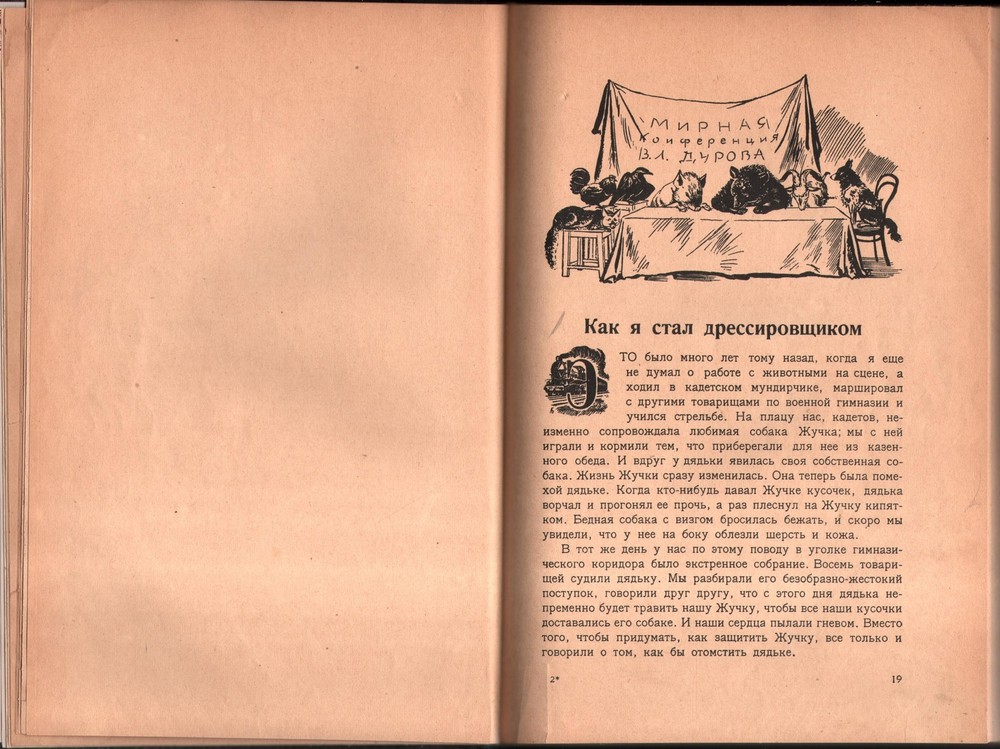 МИРНАЯ
конференция
В.Л. ДУРОВА
Как я стал дрессировщиком
ЭТО было много лет тому назад, когда я еще
не думал о работе с животными на сцене, а
ходил в кадетском мундирчике, маршировал
с другими товарищами по военной гимназии и
учился стрельбе. На плацу нас, кадетов, не-
изменно сопровождала любимая собака Жучка; мы с ней
играли и кормили тем, что приберегали для нее из казен-
ного обеда. И вдруг у дядьки явилась своя собственная со-
бака. Жизнь Жучки сразу изменилась. Она теперь была поме-
хой дядьке. Когда кто-нибудь давал Жучке кусочек, дядька
ворчал и прогонял ее прочь, а раз плеснул на Жучку кипят-
ком. Бедная собака с визгом бросилась бежать, и скоро мы
увидели, что у нее на боку облезли шерсть и кожа.
В тот же день у нас по этому поводу в уголке гимнази-
ческого коридора было экстренное собрание. Восемь товари-
щей судили дядьку. Мы разбирали его безобразно-жестокий
поступок, говорили друг другу, что с этого дня дядька не-
пременно будет травить нашу Жучку, чтобы все наши кусочки
доставались его собаке. И наши сердца пылали гневом. Вместо
того, чтобы придумать, как защитить Жучку, все только и
говорили о том, как бы отомстить дядьке.
2*
19